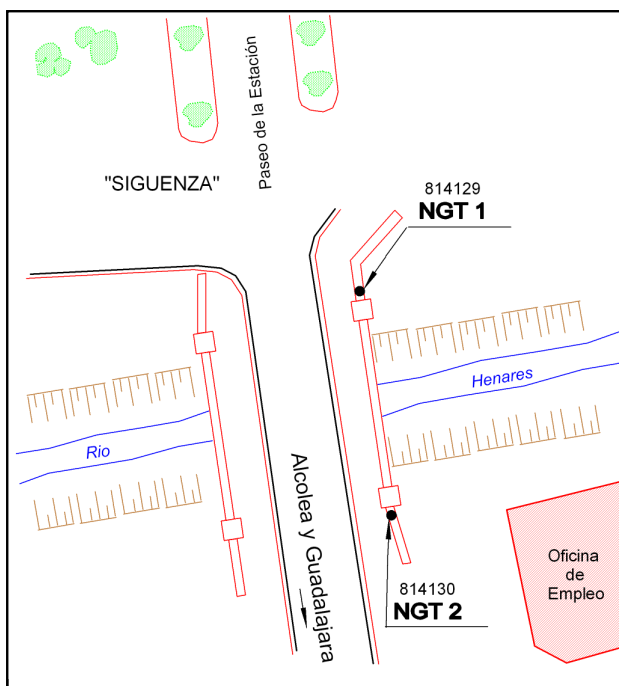 Paseo de la Estación
"SIGUENZA"
814129
NGT 1
Henares
Rio
Alcolea y Guadalajara
Oficina
de
Empleo
814130
NGT 2